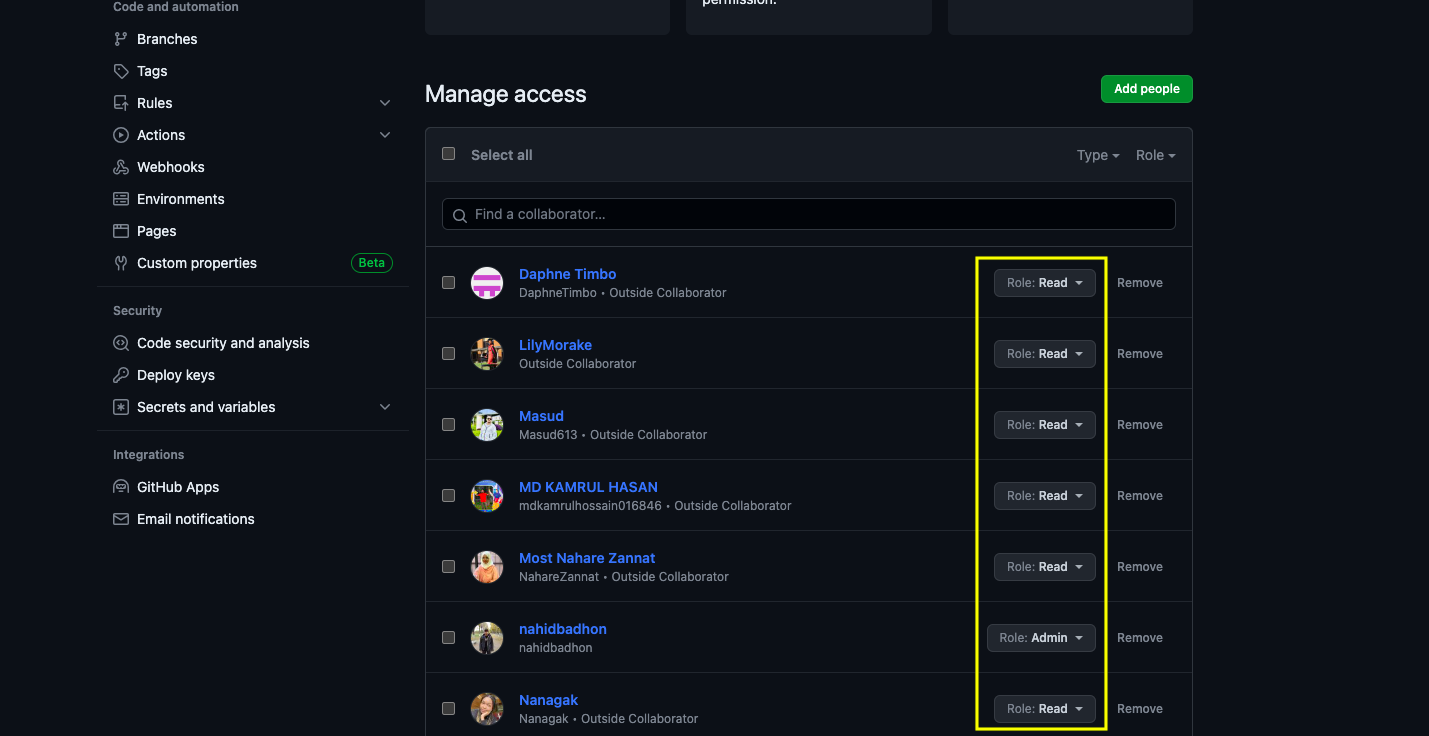 Code and automation
Branches
Tags
Rules
Actions
Webhooks
Environments
Pages
Custom properties Beta
Security
Code security and analysis
Deploy keys
Secrets and variables
Integrations
GitHub Apps
Email notifications
permission.
Manage access Add people
Select all Type Role
Find a collaborator...
Daphne Timbo
DaphneTimbo • Outside Collaborator
Role: Read Remove
LilyMorake
Outside Collaborator
Role: Read Remove
Masud
Masud613 • Outside Collaborator
Role: Read Remove
MD KAMRUL HASAN
mdkamrulhossain016846 • Outside Collaborator
Role: Read Remove
Most Nahare Zannat
NahareZannat • Outside Collaborator
Role: Read Remove
nahidbadhon
nahidbadhon
Role: Admin Remove
Nanagak
Nanagak • Outside Collaborator
Role: Read Remove